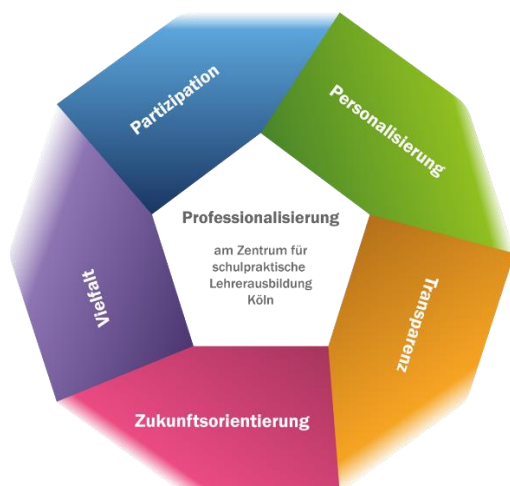 Partizipation
Personalisierung
Professionalisierung
am Zentrum für
schulpraktische
Lehrerausbildung
Köln
Vielfalt
Transparenz
Zukunftsorientierung